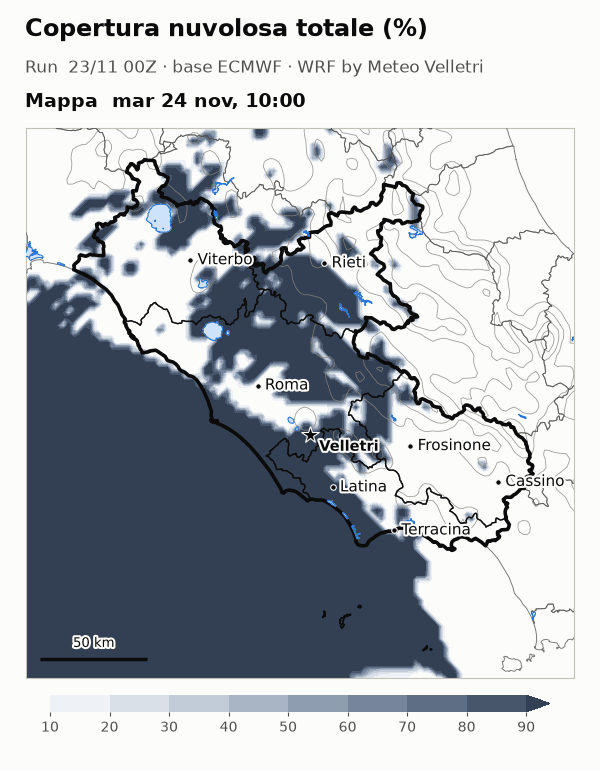 Copertura nuvolosa totale (%)
Run 23/11 00Z · base ECMWF · WRF by Meteo Velletri
Mappa mar 24 nov, 10:00
Viterbo
Rieti
Roma
Velletri
Frosinone
Cassino
Latina
Terracina
50 km
10 20 30 40 50 60 70 80 90